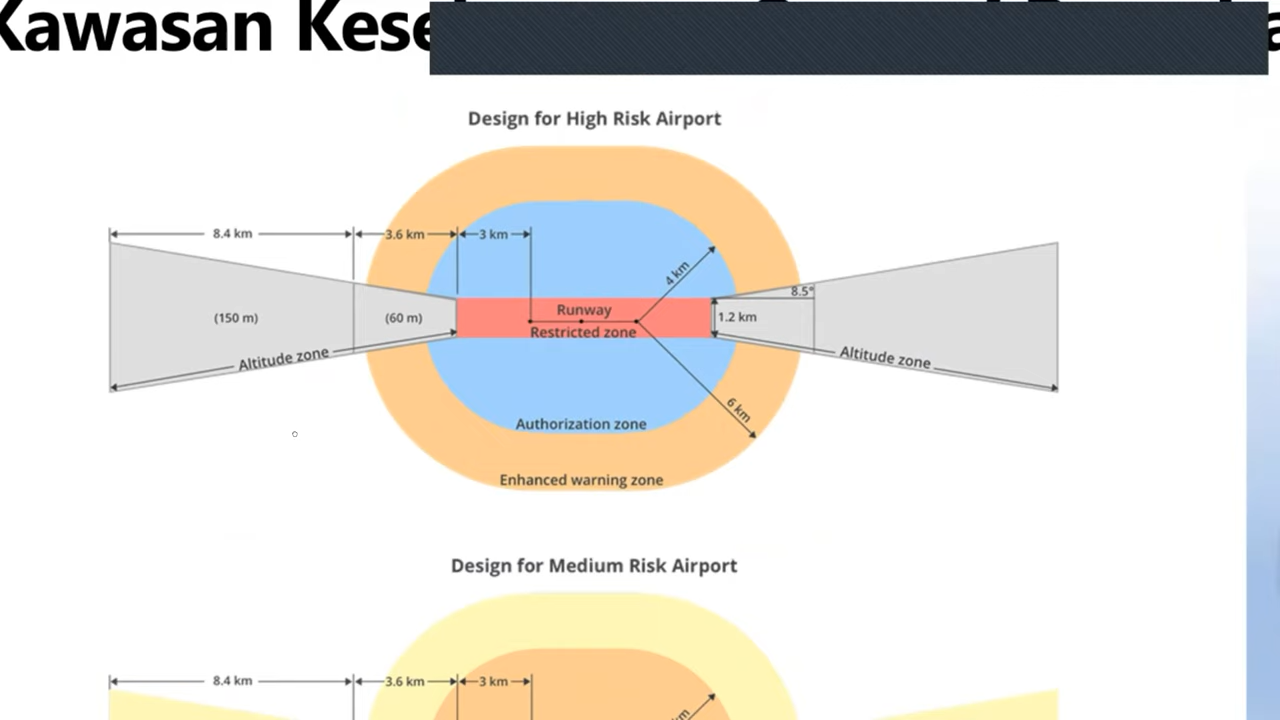 Kawasan
Design for High Risk Airport
8.4 km
3.6 km
3 km
4 km
8.5°
Runway
(150 m)
(60 m)
1.2 km
Restricted zone
Altitude zone
Altitude zone
6 km
Authorization zone
Enhanced warning zone
Design for Medium Risk Airport
8.4 km
3.6 km
3 km
km